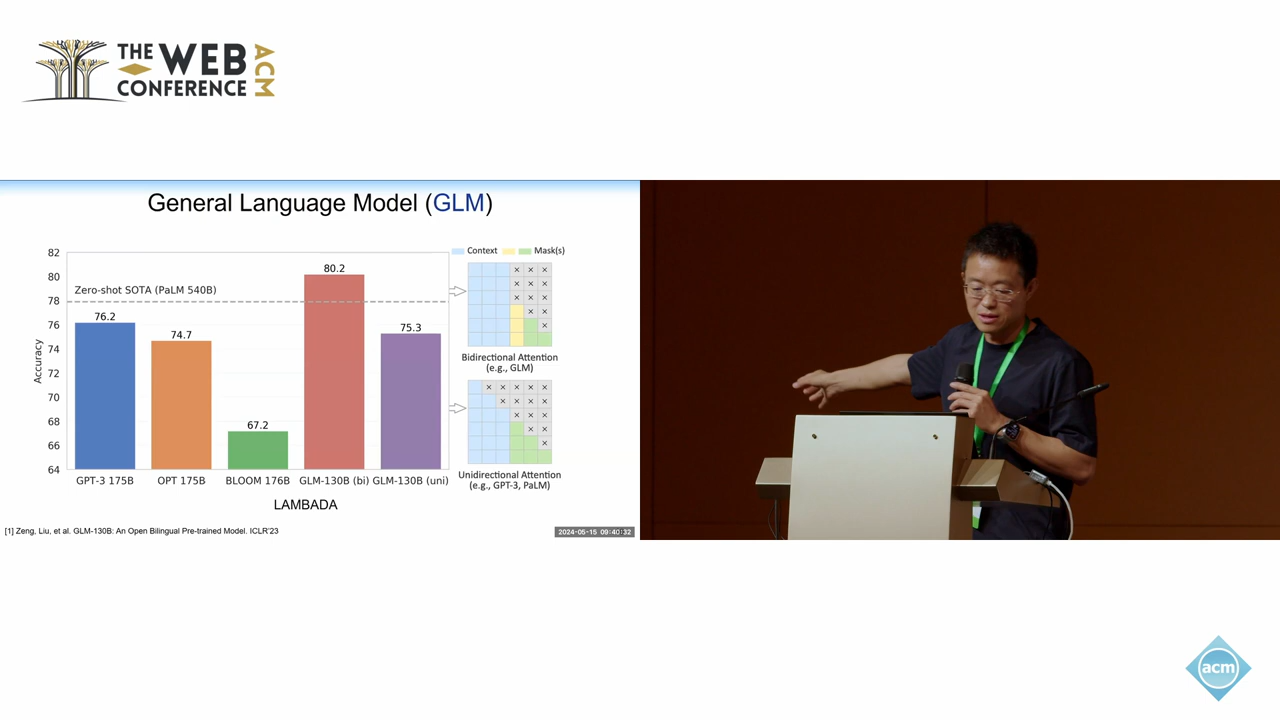 THE WEB CONFERENCE ACM
General Language Model (GLM)
82
80
78
76
74
72
70
68
66
64
Accuracy
Zero-shot SOTA (PaLM 540B)
76.2
74.7
67.2
80.2
75.3
GPT-3 175B
OPT 175B
BLOOM 176B
GLM-130B (bi)
GLM-130B (uni)
LAMBADA
Context
Mask(s)
Bidirectional Attention
(e.g., GLM)
Unidirectional Attention
(e.g., GPT-3, PaLM)
[1] Zeng, Liu, et al. GLM-130B: An Open Bilingual Pre-trained Model. ICLR'23
2024-05-15 09:40:32
acm